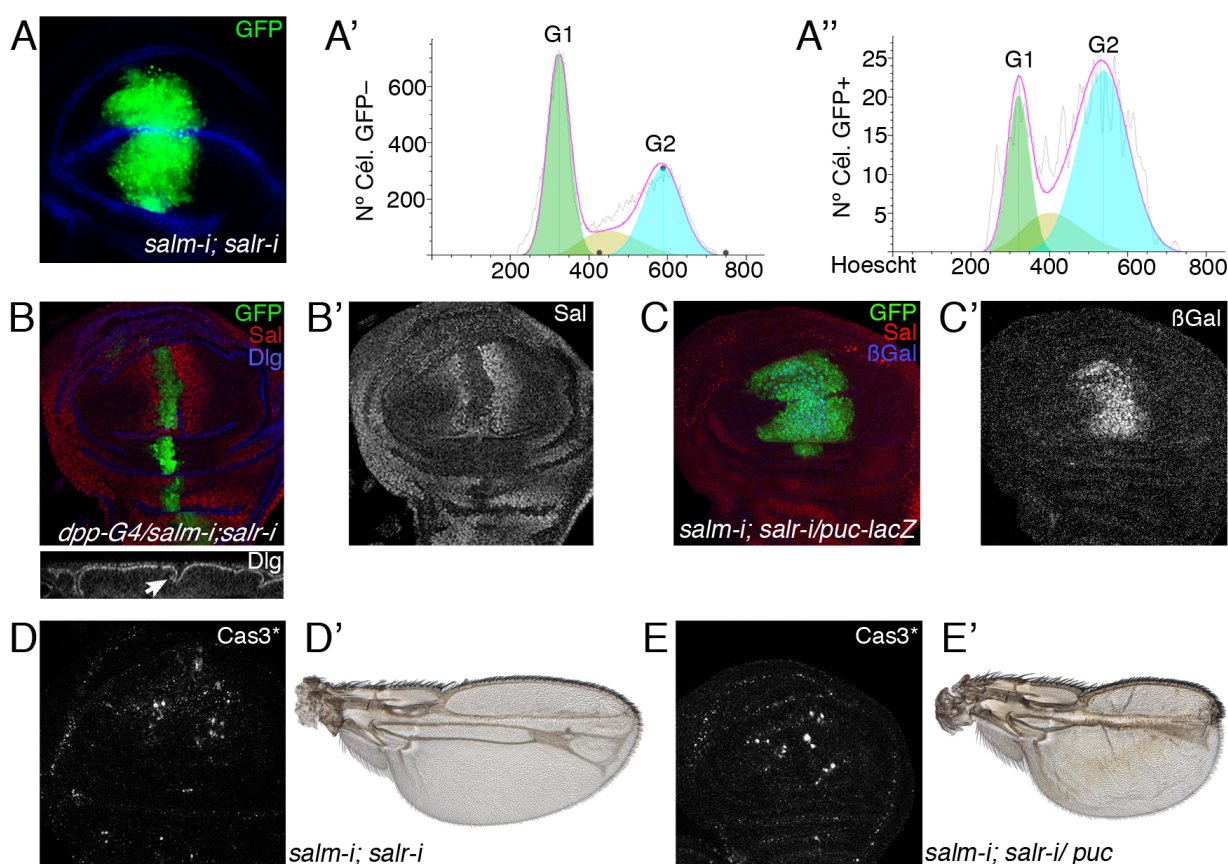 A
GFP
salm-i; salr-i
A'
G1
G2
Nº Cél. GFP–
600
400
200
200 400 600 800
A''
G1
G2
Nº Cél. GFP+
25
20
15
10
5
Hoescht
200 400 600 800
B
GFP
Sal
Dlg
dpp-G4/salm-i;salr-i
Dlg
B'
Sal
C
GFP
Sal
ßGal
salm-i; salr-i/puc-lacZ
C'
ßGal
D
Cas3*
D'
salm-i; salr-i
E
Cas3*
E'
salm-i; salr-i/ puc